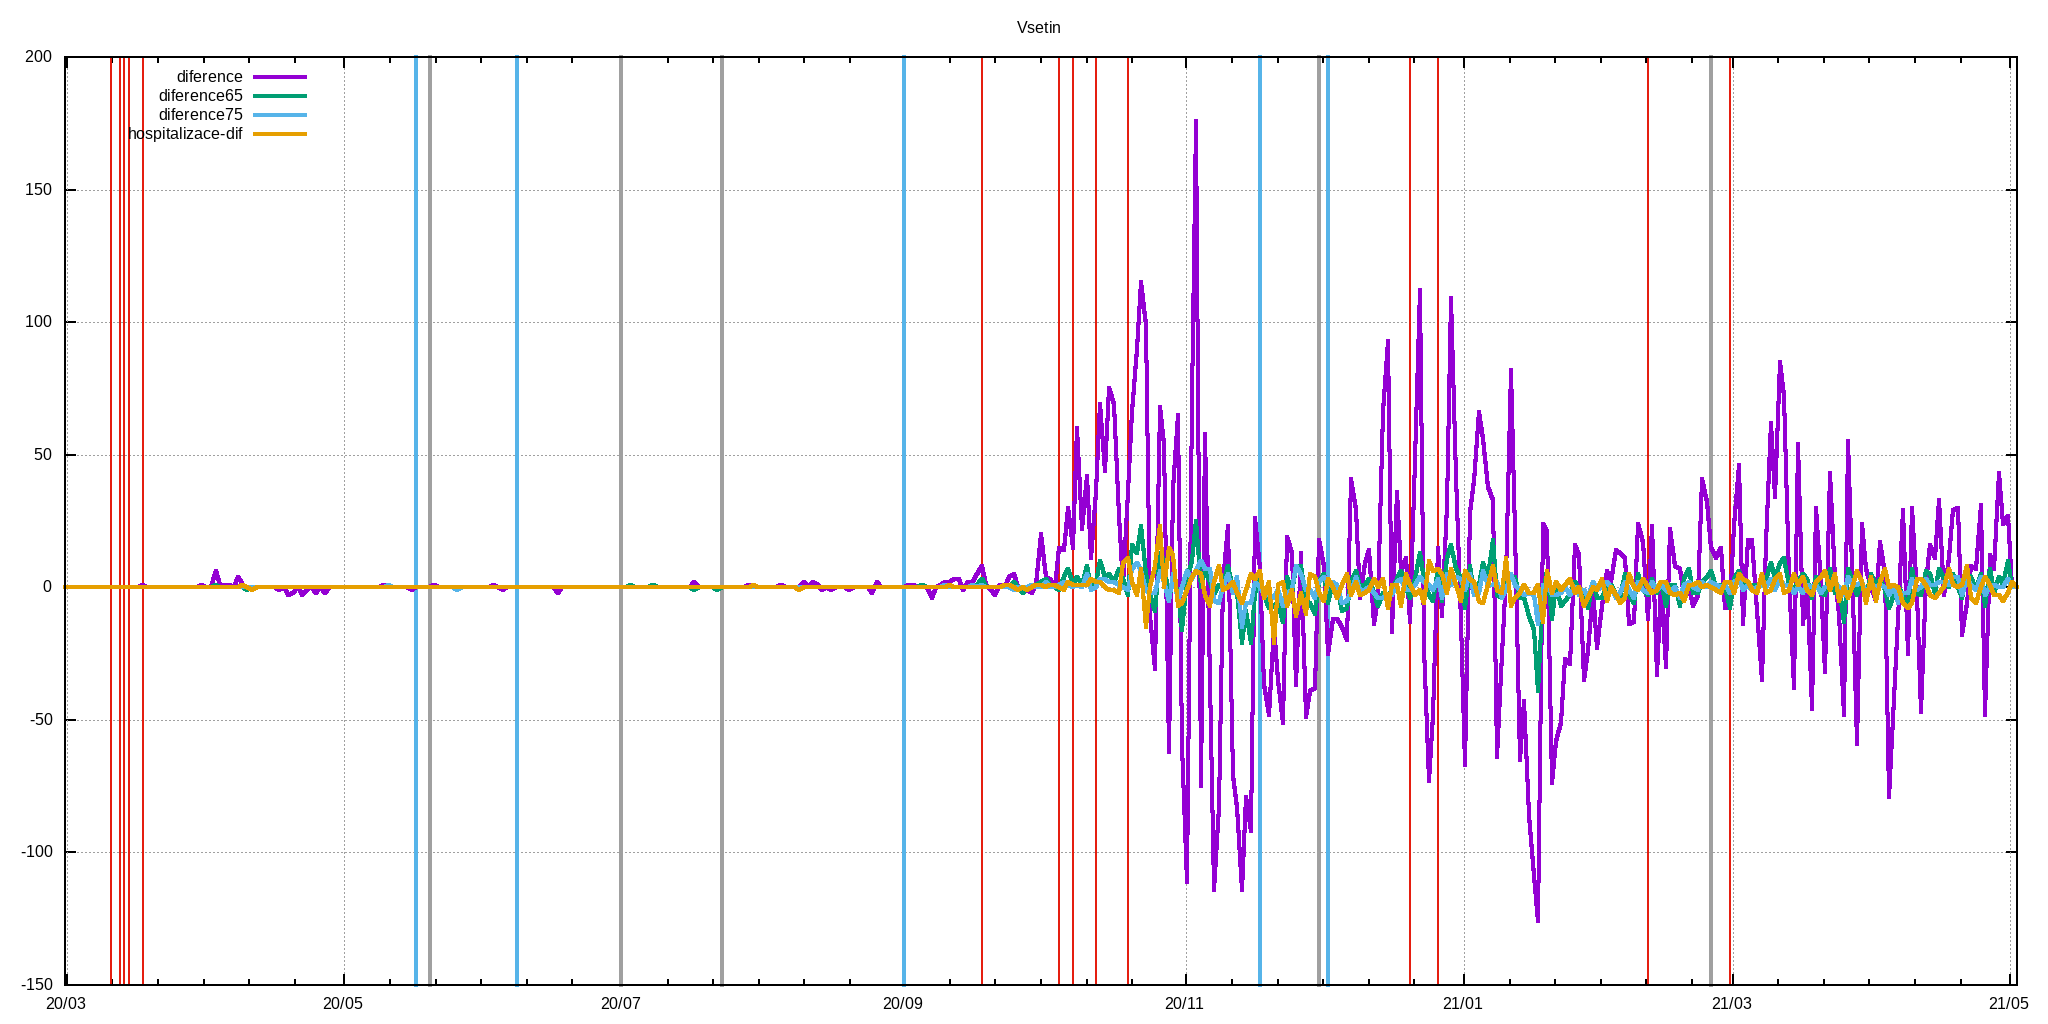 Vsetin
200
150
100
50
0
-50
-100
-150
diference
diference65
diference75
hospitalizace-dif
20/03 20/05 20/07 20/09 20/11 21/01 21/03 21/05